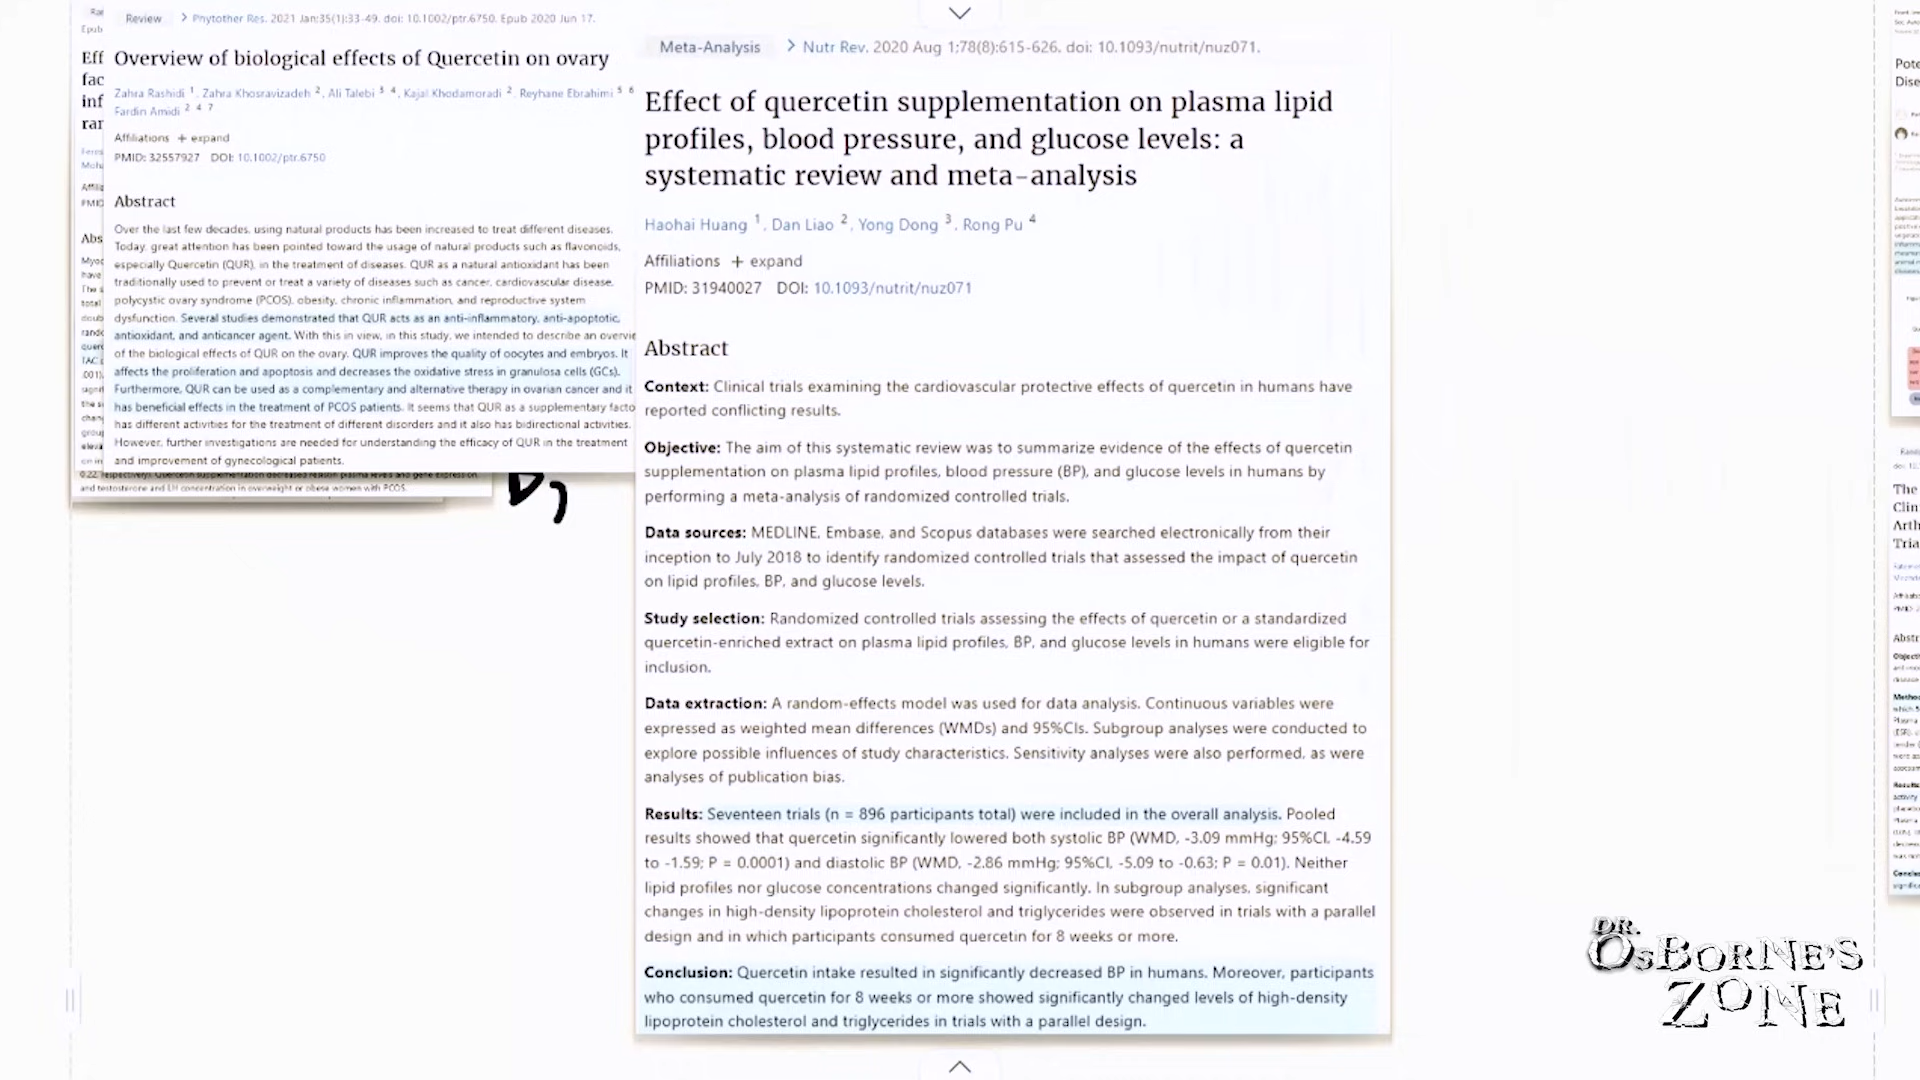 Review > Phytother Res. 2021 Jan;35(1):33-49. doi: 10.1002/ptr.6750. Epub 2020 Jun 17.
Overview of biological effects of Quercetin on ovary
Zahra Rashidi 1, Zahra Khosravizadeh 2, Ali Talebi 3 4, Kajal Khodamoradi 2, Reyhane Ebrahimi 5 6
Fardin Amidi 2 4 7
Affiliations + expand
PMID: 32557927 DOI: 10.1002/ptr.6750
Abstract
Over the last few decades, using natural products has been increased to treat different diseases.
Today, great attention has been pointed toward the usage of natural products such as flavonoids,
especially Quercetin (QUR), in the treatment of diseases. QUR as a natural antioxidant has been
traditionally used to prevent or treat a variety of diseases such as cancer, cardiovascular disease,
polycystic ovary syndrome (PCOS), obesity, chronic inflammation, and reproductive system
dysfunction. Several studies demonstrated that QUR acts as an anti-inflammatory, anti-apoptotic,
antioxidant, and anticancer agent. With this in view, in this study, we intended to describe an overvie
of the biological effects of QUR on the ovary. QUR improves the quality of oocytes and embryos. It
affects the proliferation and apoptosis and decreases the oxidative stress in granulosa cells (GCs).
Furthermore, QUR can be used as a complementary and alternative therapy in ovarian cancer and it
has beneficial effects in the treatment of PCOS patients. It seems that QUR as a supplementary facto
has different activities for the treatment of different disorders and it also has bidirectional activities.
However, further investigations are needed for understanding the efficacy of QUR in the treatment
and improvement of gynecological patients.
and testosterone and LH concentration in overweight or obese women with PCOS.
Meta-Analysis > Nutr Rev. 2020 Aug 1;78(8):615-626. doi: 10.1093/nutrit/nuz071.
Effect of quercetin supplementation on plasma lipid
profiles, blood pressure, and glucose levels: a
systematic review and meta-analysis
Haohai Huang 1, Dan Liao 2, Yong Dong 3, Rong Pu 4
Affiliations + expand
PMID: 31940027 DOI: 10.1093/nutrit/nuz071
Abstract
Context: Clinical trials examining the cardiovascular protective effects of quercetin in humans have
reported conflicting results.
Objective: The aim of this systematic review was to summarize evidence of the effects of quercetin
supplementation on plasma lipid profiles, blood pressure (BP), and glucose levels in humans by
performing a meta-analysis of randomized controlled trials.
Data sources: MEDLINE, Embase, and Scopus databases were searched electronically from their
inception to July 2018 to identify randomized controlled trials that assessed the impact of quercetin
on lipid profiles, BP, and glucose levels.
Study selection: Randomized controlled trials assessing the effects of quercetin or a standardized
quercetin-enriched extract on plasma lipid profiles, BP, and glucose levels in humans were eligible for
inclusion.
Data extraction: A random-effects model was used for data analysis. Continuous variables were
expressed as weighted mean differences (WMDs) and 95%CIs. Subgroup analyses were conducted to
explore possible influences of study characteristics. Sensitivity analyses were also performed, as were
analyses of publication bias.
Results: Seventeen trials (n = 896 participants total) were included in the overall analysis. Pooled
results showed that quercetin significantly lowered both systolic BP (WMD, -3.09 mmHg; 95%CI, -4.59
to -1.59; P = 0.0001) and diastolic BP (WMD, -2.86 mmHg; 95%CI, -5.09 to -0.63; P = 0.01). Neither
lipid profiles nor glucose concentrations changed significantly. In subgroup analyses, significant
changes in high-density lipoprotein cholesterol and triglycerides were observed in trials with a parallel
design and in which participants consumed quercetin for 8 weeks or more.
Conclusion: Quercetin intake resulted in significantly decreased BP in humans. Moreover, participants
who consumed quercetin for 8 weeks or more showed significantly changed levels of high-density
lipoprotein cholesterol and triglycerides in trials with a parallel design.
DR.
OSBORNE'S
ZONE